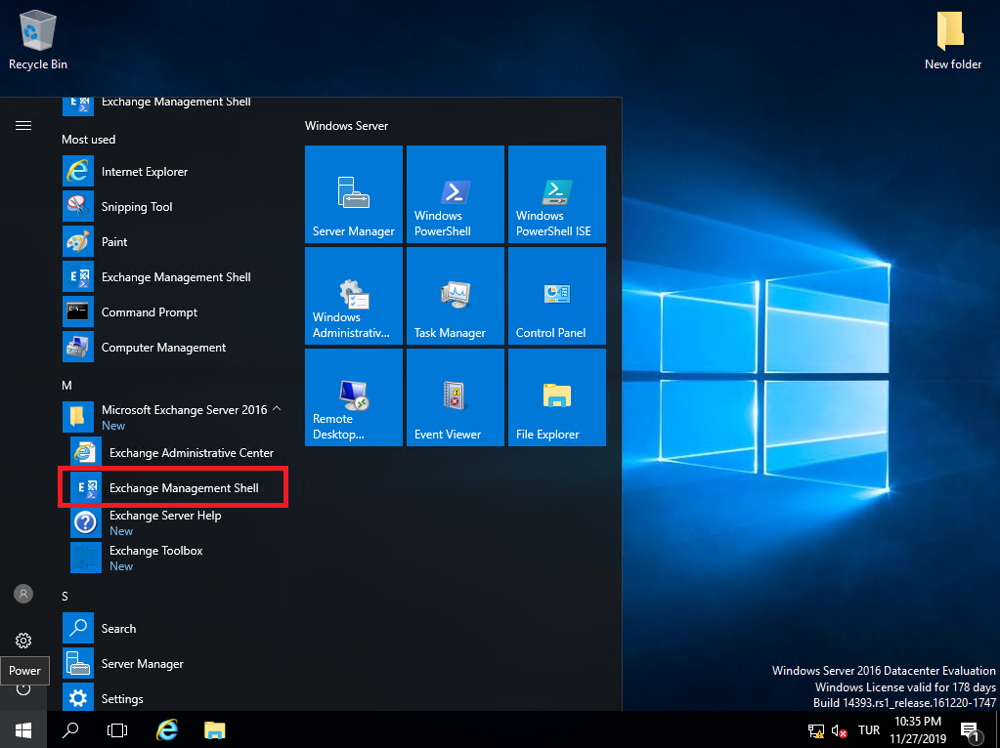 Recycle Bin
New folder
Exchange Management Shell
Most used
Internet Explorer
Snipping Tool
Paint
Exchange Management Shell
Command Prompt
Computer Management
M
Microsoft Exchange Server 2016
New
Exchange Administrative Center
Exchange Management Shell
Exchange Server Help
New
Exchange Toolbox
New
S
Search
Server Manager
Settings
Power
Windows Server
Server Manager
Windows
PowerShell
Windows
PowerShell ISE
Windows
Administrativ...
Task Manager
Control Panel
Remote
Desktop...
Event Viewer
File Explorer
Windows Server 2016 Datacenter Evaluation
Windows License valid for 178 days
Build 14393.rs1_release.161220-1747
TUR
10:35 PM
11/27/2019
1